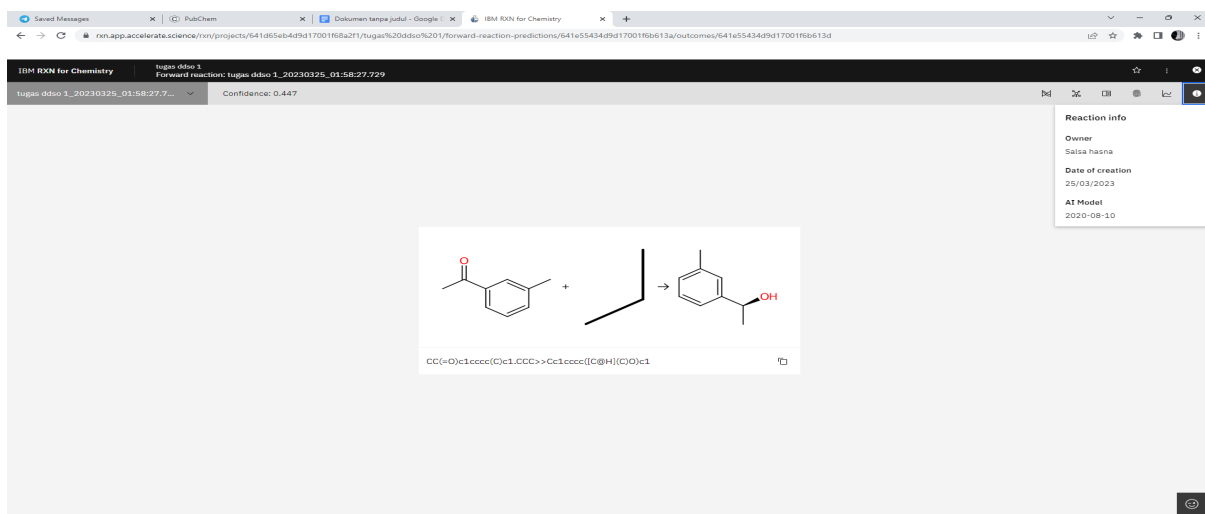 Saved Messages
PubChem
Dokumen tanpa judul - Google D
IBM RXN for Chemistry
rxn.app.accelerate.science/rxn/projects/641d65eb4d9d17001f68a2f1/tugas%20ddso%201/forward-reaction-predictions/641e55434d9d17001f6b613a/outcomes/641e55434d9d17001f6b613d
IBM RXN for Chemistry
tugas ddso 1
Forward reaction: tugas ddso 1_20230325_01:58:27.729
tugas ddso 1_20230325_01:58:27.7...
Confidence: 0.447
Reaction info
Owner
Salsa hasna
Date of creation
25/03/2023
AI Model
2020-08-10
O
+
OH
CC(=O)c1cccc(C)c1.CCC>>Cc1cccc([C@H](C)O)c1